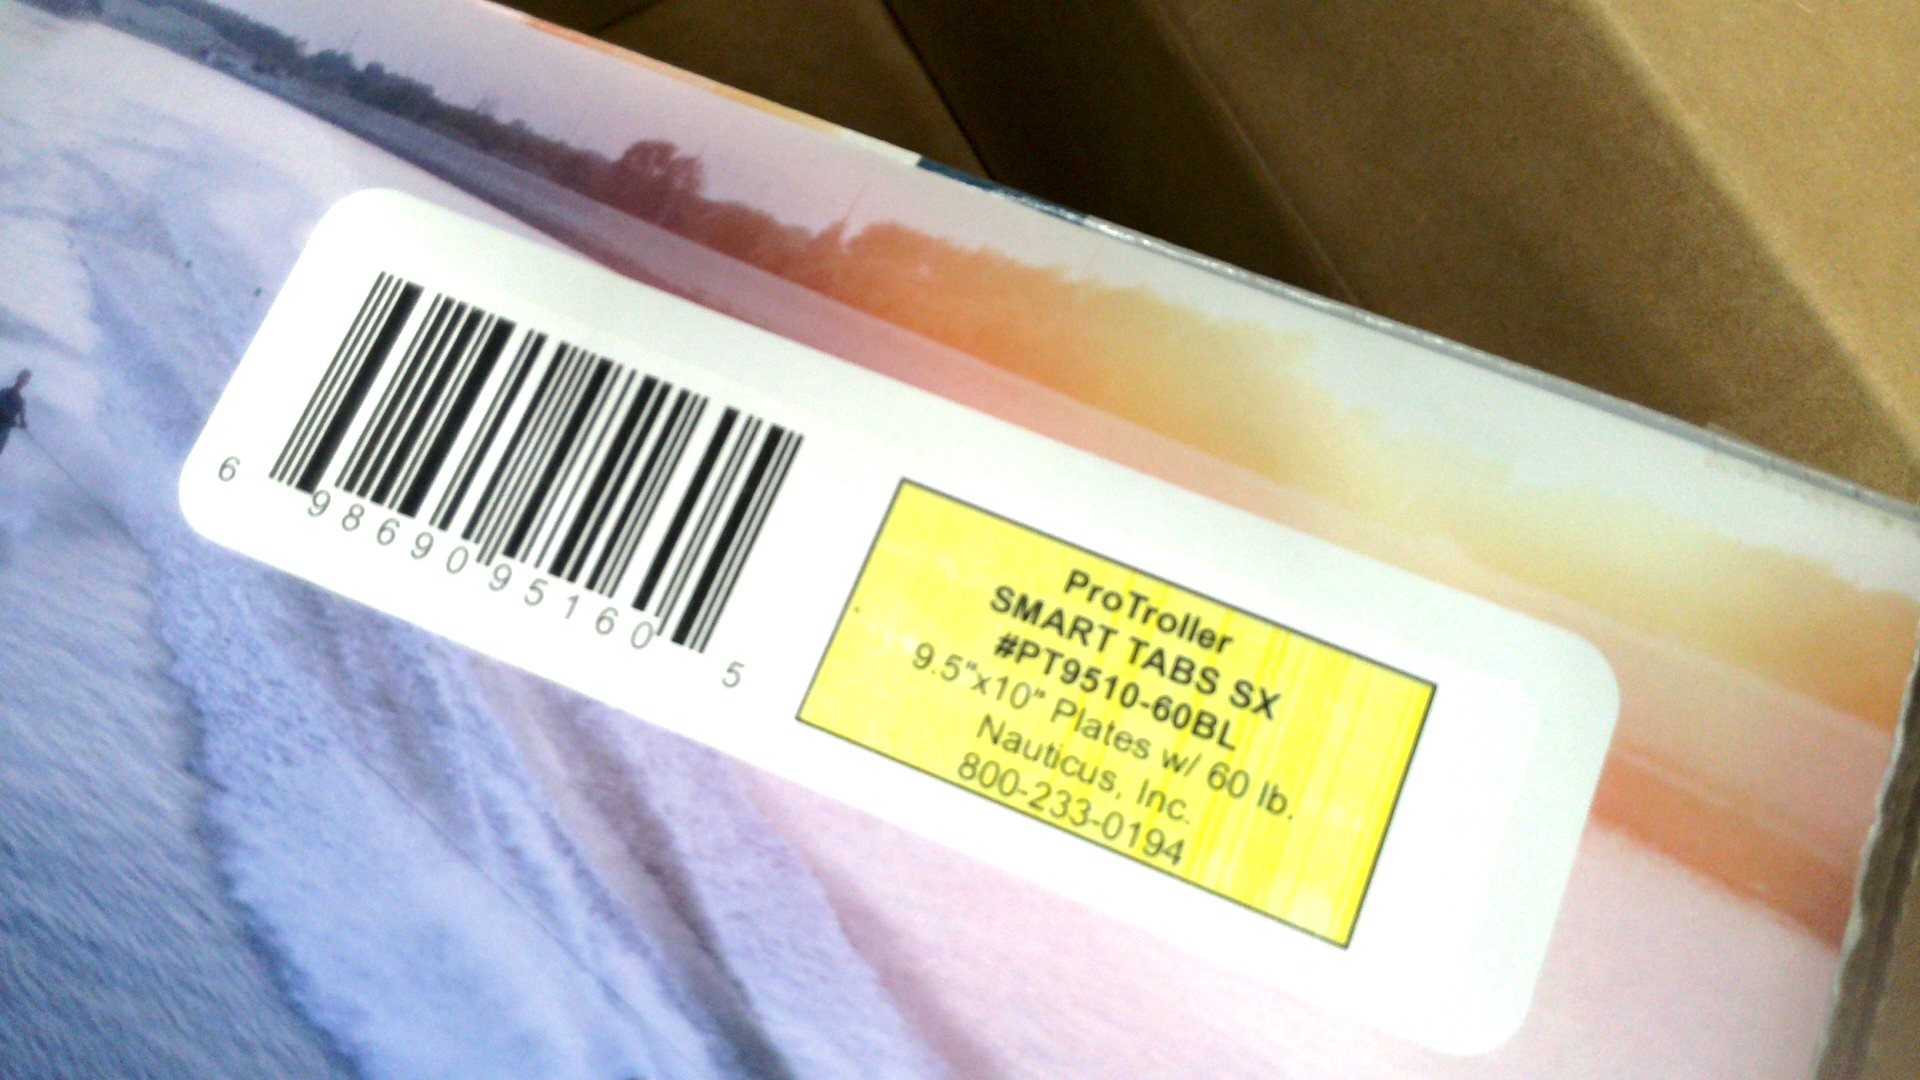 6 98690 95160 5
ProTroller
SMART TABS SX
#PT9510-60BL
9.5"x10" Plates w/ 60 lb.
Nauticus, Inc.
800-233-0194